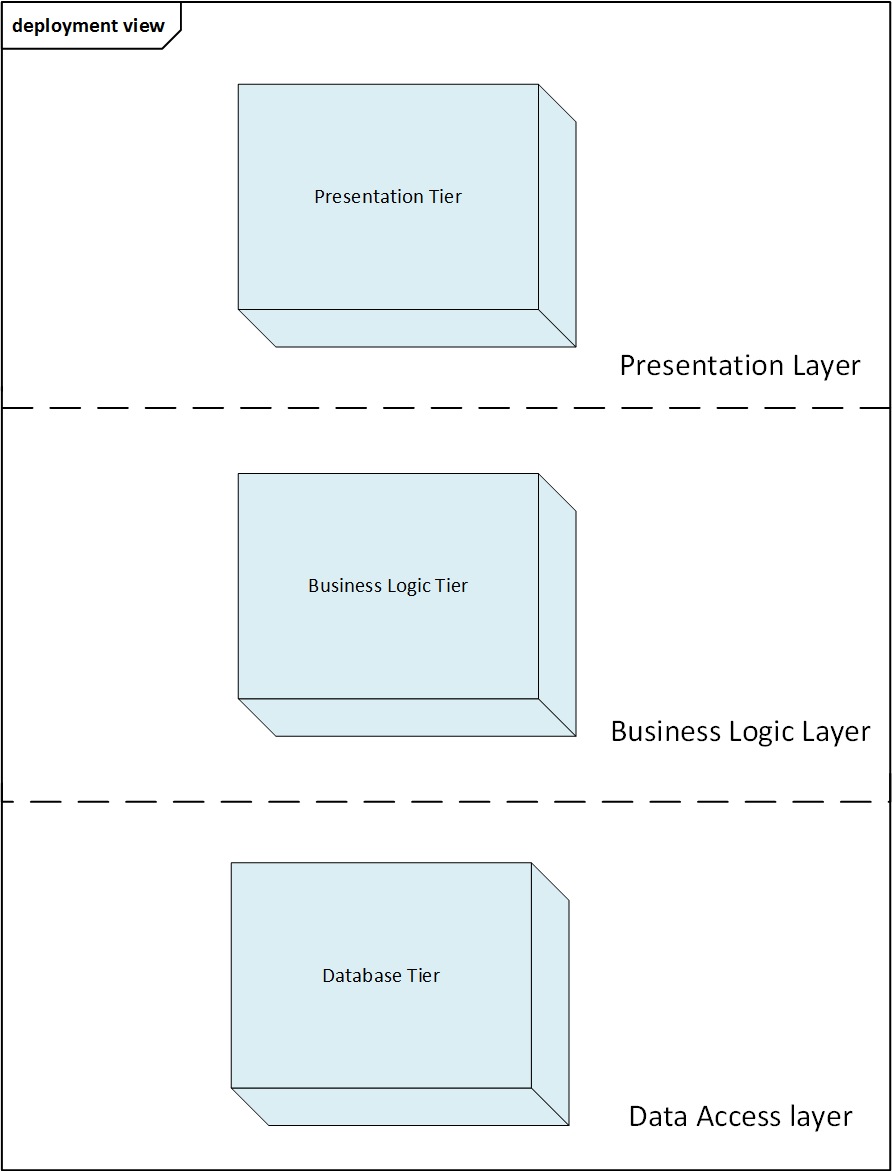 deployment view
Presentation Tier
Presentation Layer
Business Logic Tier
Business Logic Layer
Database Tier
Data Access layer